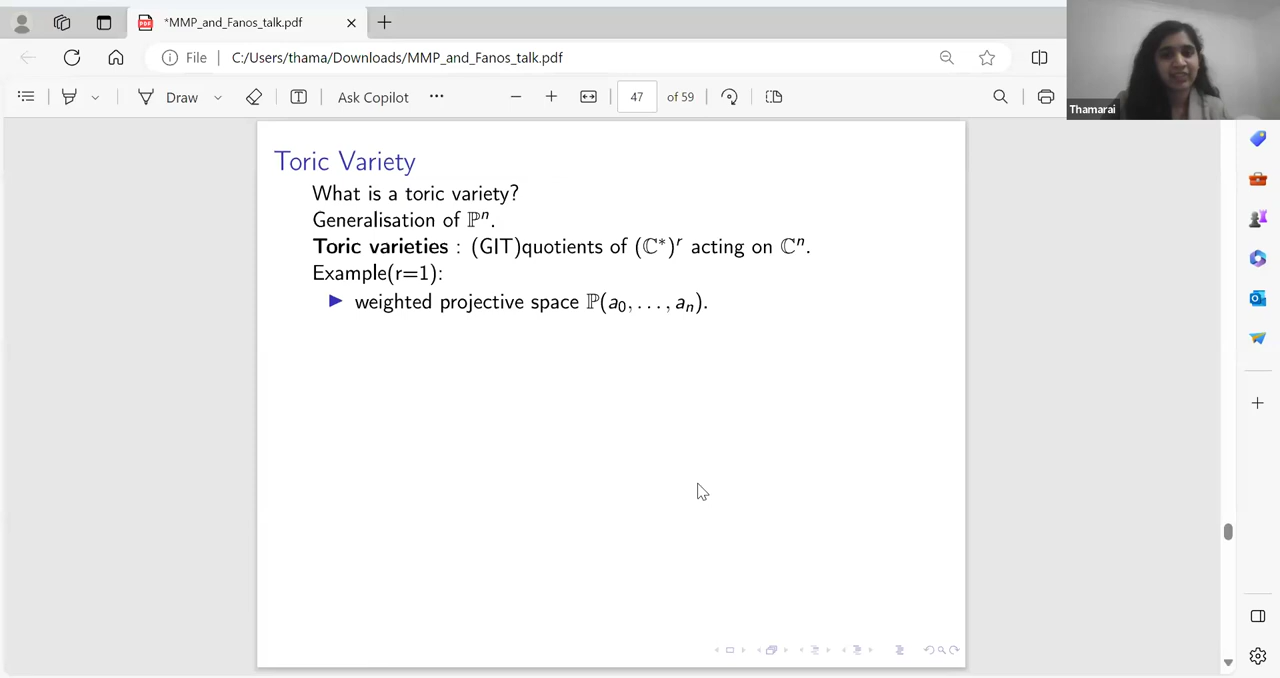 *MMP_and_Fanos_talk.pdf
File
C:/Users/thama/Downloads/MMP_and_Fanos_talk.pdf
Draw
Ask Copilot
47 of 59
Thamarai
Toric Variety
What is a toric variety?
Generalisation of ℙⁿ.
Toric varieties : (GIT)quotients of (ℂ*)ʳ acting on ℂⁿ.
Example(r=1):
▶ weighted projective space ℙ(a₀, . . . , aₙ).